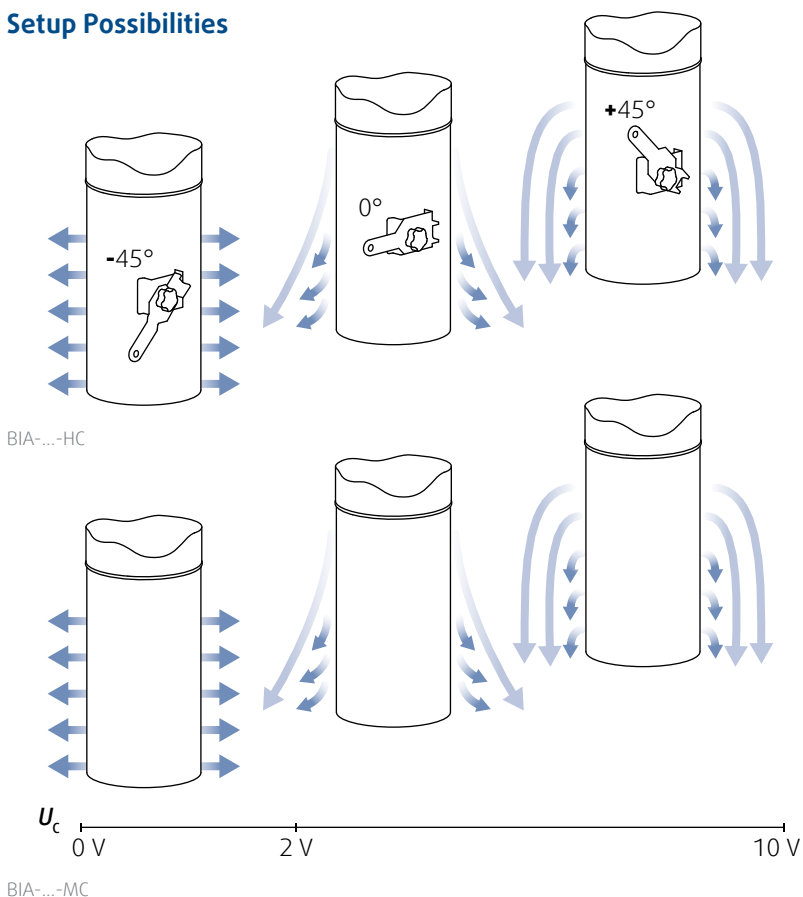 Setup Possibilities
+45°
0°
-45°
BIA-...-HC
Uc
0 V
2 V
10 V
BIA-...-MC